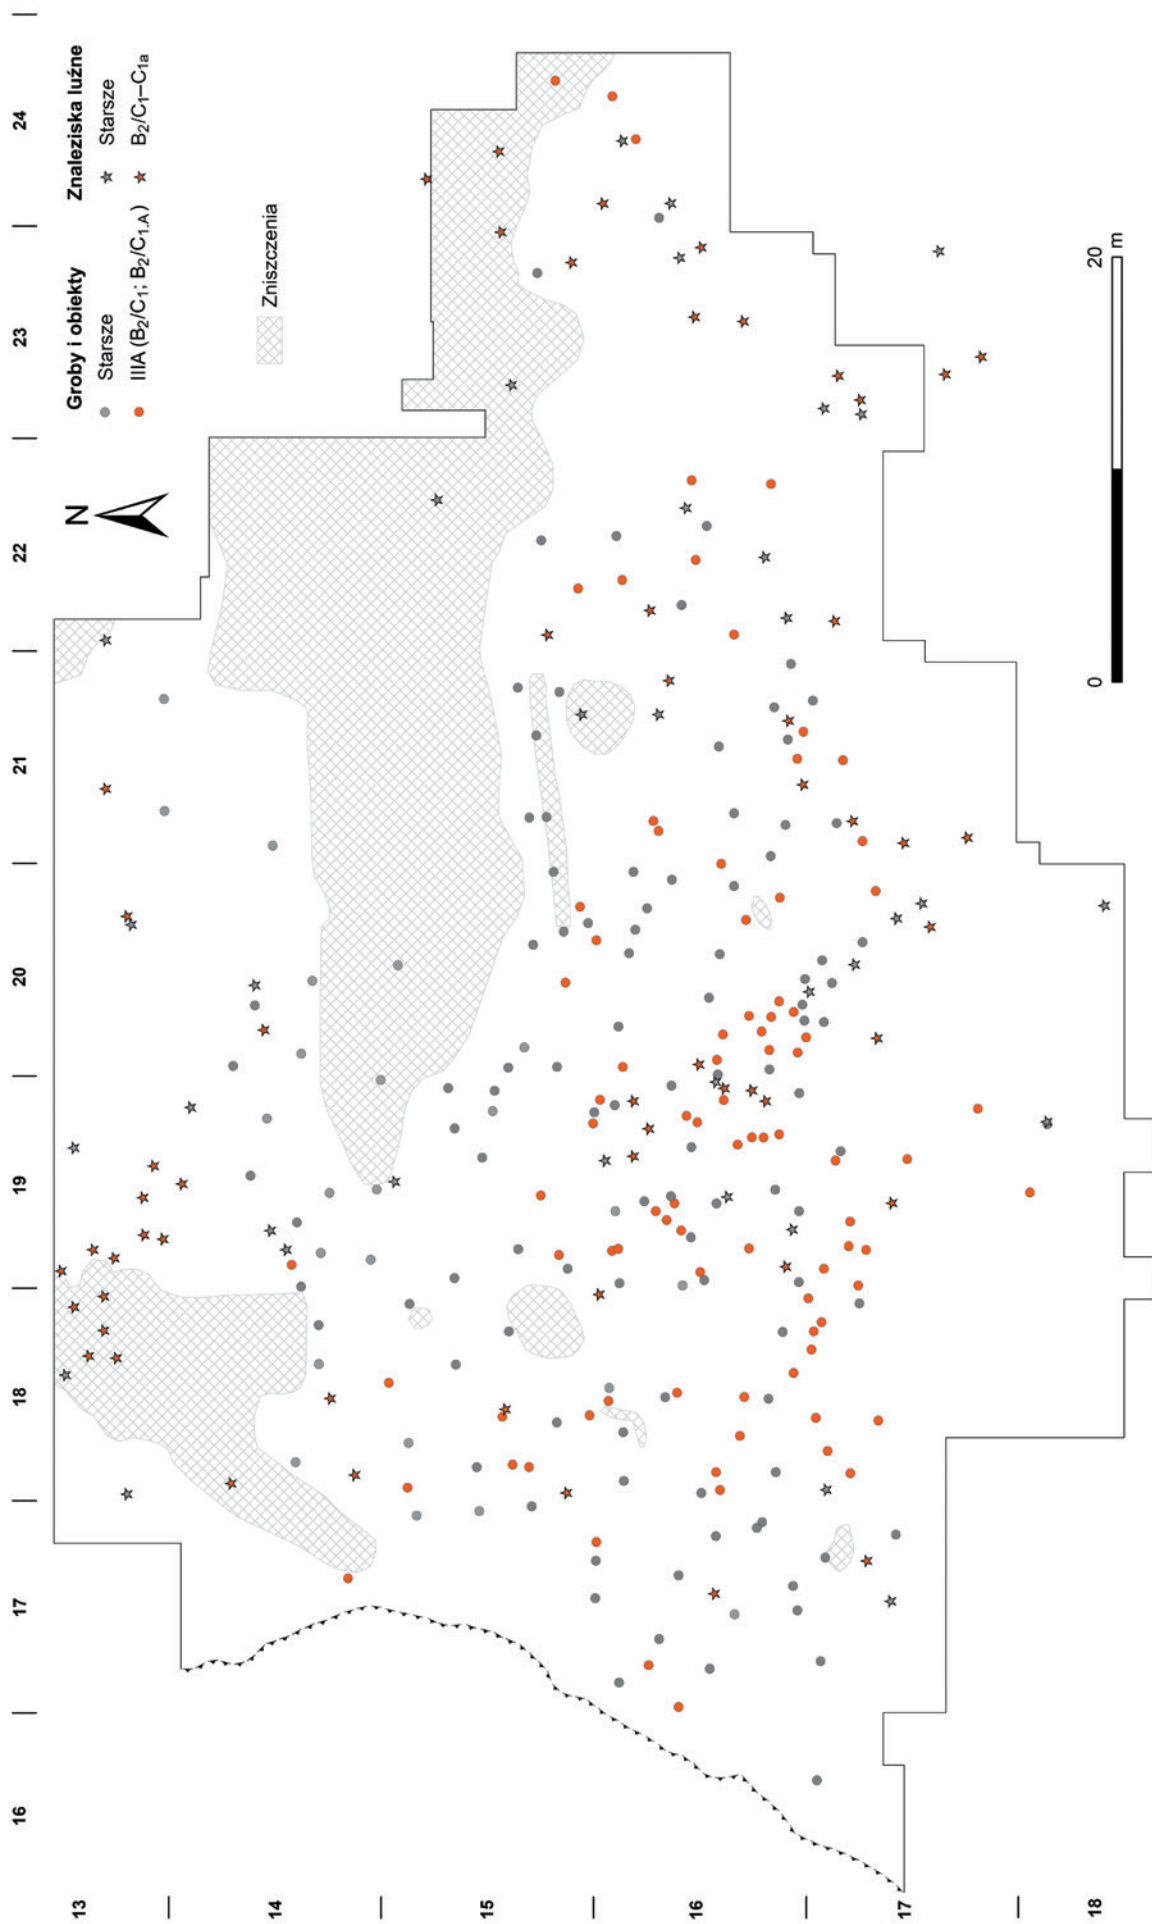 16 17 18 19 20 21 22 23 24
13
14
15
16
17
18
N
Groby i obiekty
Starsze
IIIA (B₂/C₁; B₂/C₁.A)
Znaleziska luźne
Starsze
B₂/C₁–C₁a
Zniszczenia
0 20 m